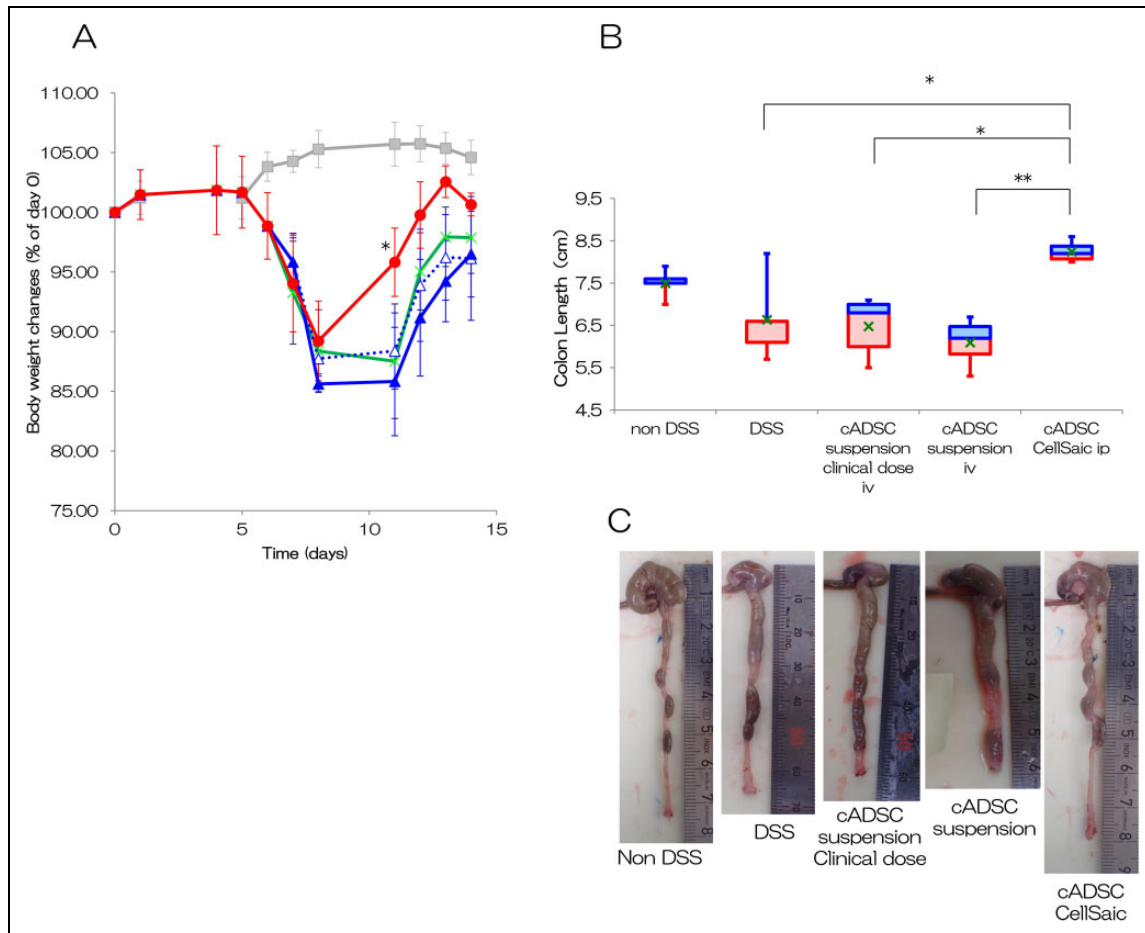 A
110.00
105.00
100.00
95.00
90.00
85.00
80.00
75.00
*
0
5
10
15
Body weight changes (% of day 0)
Time (days)
B
*
*
**
9.5
8.5
7.5
6.5
5.5
4.5
Colon Length (cm)
non DSS
DSS
cADSC
suspension
clinical dose
iv
cADSC
suspension
iv
cADSC
CellSaic ip
C
Non DSS
DSS
cADSC
suspension
Clinical dose
cADSC
suspension
cADSC
CellSaic